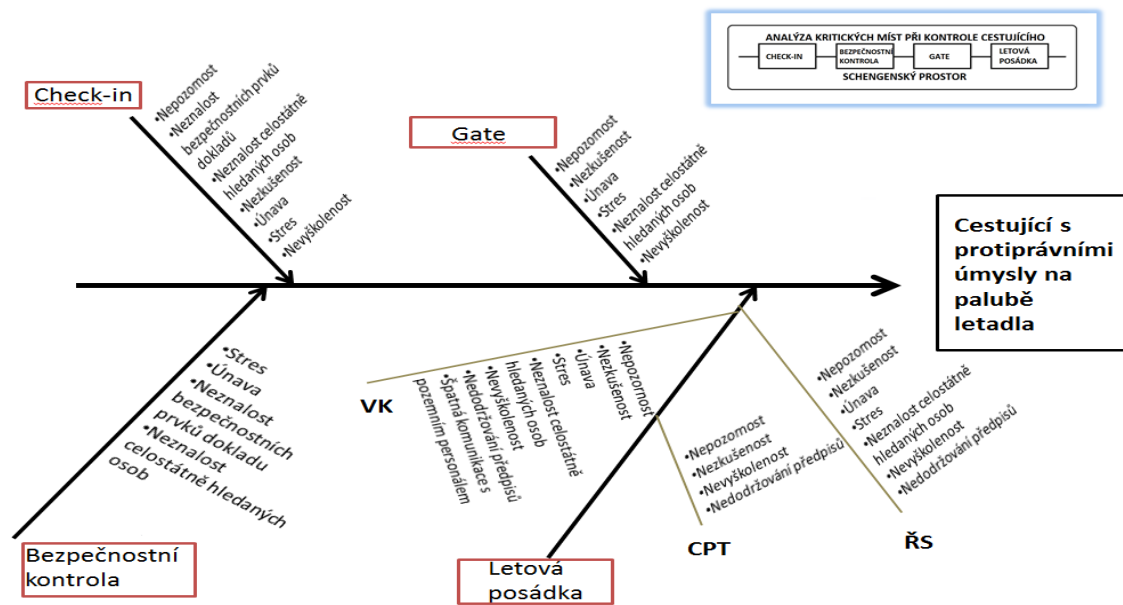 ANALÝZA KRITICKÝCH MÍST PŘI KONTROLE CESTUJÍCÍHO
CHECK-IN
BEZPEČNOSTNÍ
KONTROLA
GATE
LETOVÁ
POSÁDKA
SCHENGENSKÝ PROSTOR
Check-in
•Nepozornost
•Neznalost
bezpečnostních prvků
dokladů
•Neznalost celostátně
hledaných osob
•Nezkušenost
•Únava
•Stres
•Nevyškolenost
Gate
•Nepozornost
•Nezkušenost
•Únava
•Stres
•Neznalost celostátně
hledaných osob
•Nevyškolenost
Cestující s
protiprávními
úmysly na
palubě
letadla
•Stres
•Únava
•Neznalost
bezpečnostních
prvků dokladu
•Neznalost
celostátně hledaných
osob
Bezpečnostní
kontrola
VK
•Nepozornost
•Nezkušenost
•Únava
•Stres
•Neznalost celostátně
hledaných osob
•Nevyškolenost
•Nedodržování předpisů
•Špatná komunikace s
pozemním personálem
•Nepozornost
•Nezkušenost
•Nevyškolenost
•Nedodržování předpisů
CPT
•Nepozornost
•Nezkušenost
•Únava
•Stres
•Neznalost celostátně
hledaných osob
•Nevyškolenost
•Nedodržování předpisů
ŘS
Letová
posádka